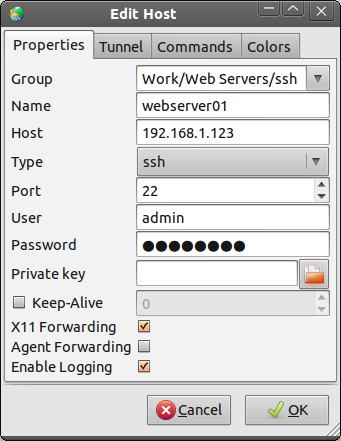 Edit Host
Properties Tunnel Commands Colors
Group Work/Web Servers/ssh
Name webserver01
Host 192.168.1.123
Type ssh
Port 22
User admin
Password ●●●●●●●●
Private key
Keep-Alive 0
X11 Forwarding
Agent Forwarding
Enable Logging
Cancel OK